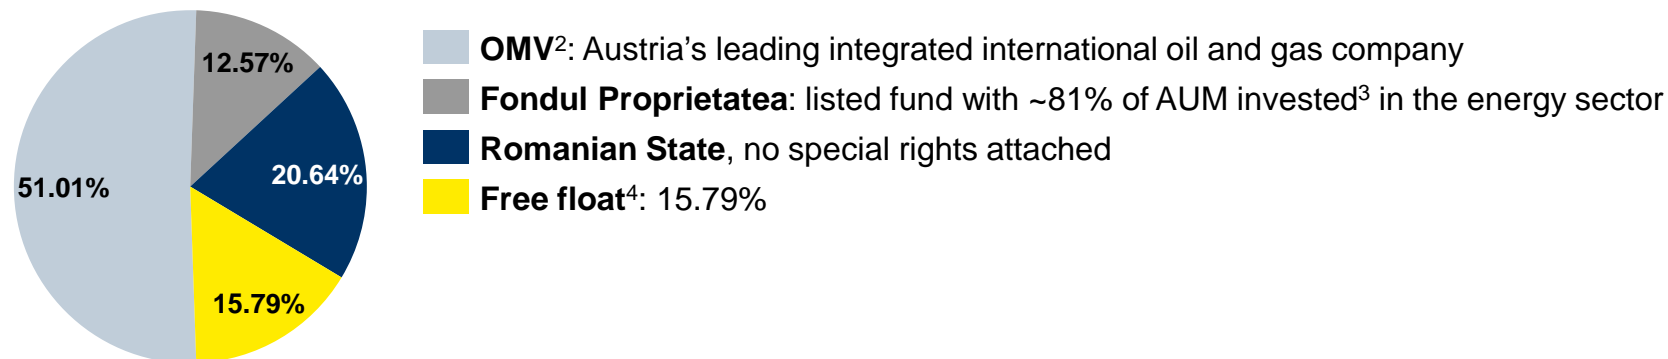 12.57%
20.64%
51.01%
15.79%
OMV²: Austria’s leading integrated international oil and gas company
Fondul Proprietatea: listed fund with ~81% of AUM invested³ in the energy sector
Romanian State, no special rights attached
Free float⁴: 15.79%